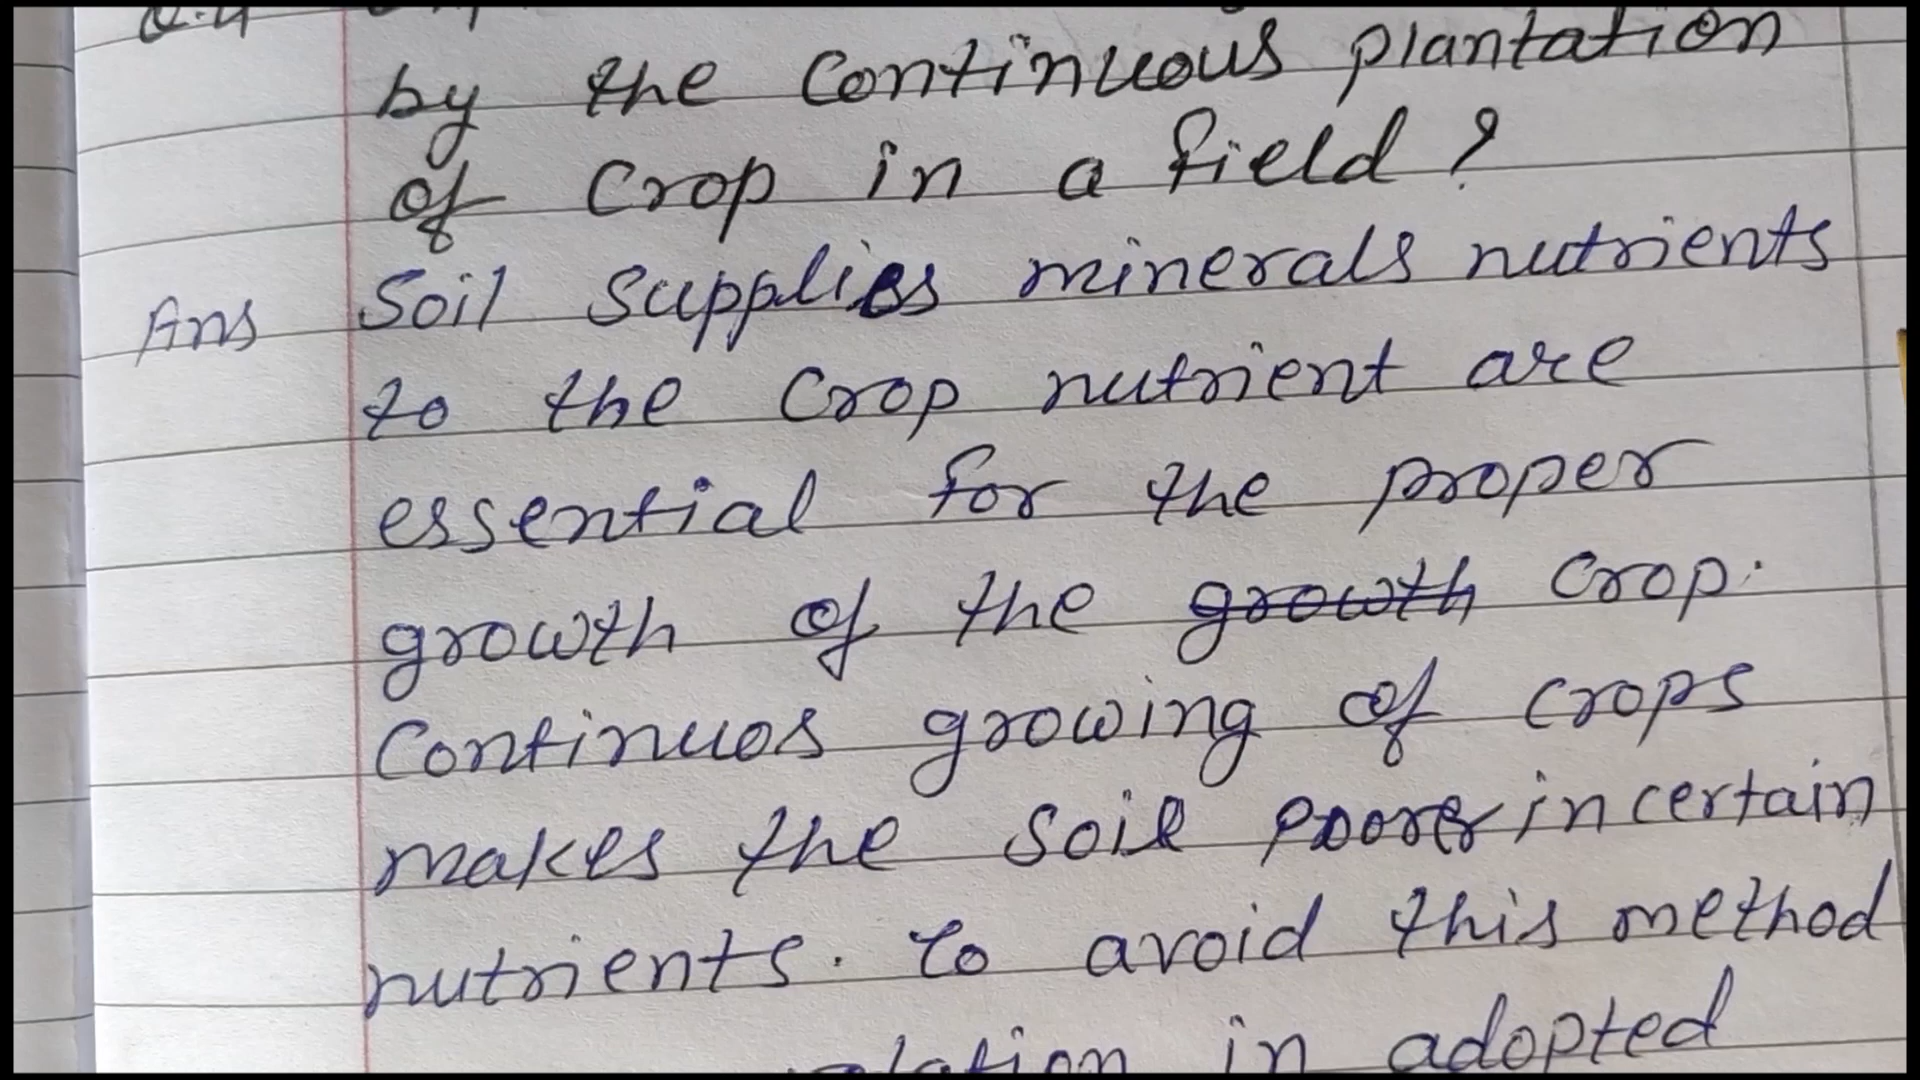 by the continuous plantation
of crop in a field?
Ans Soil supplies minerals nutrients
to the crop nutrient are
essential for the proper
growth of the growth crop.
Continuos growing of crops
makes the soil poorer in certain
nutrients. To avoid this method
in adopted